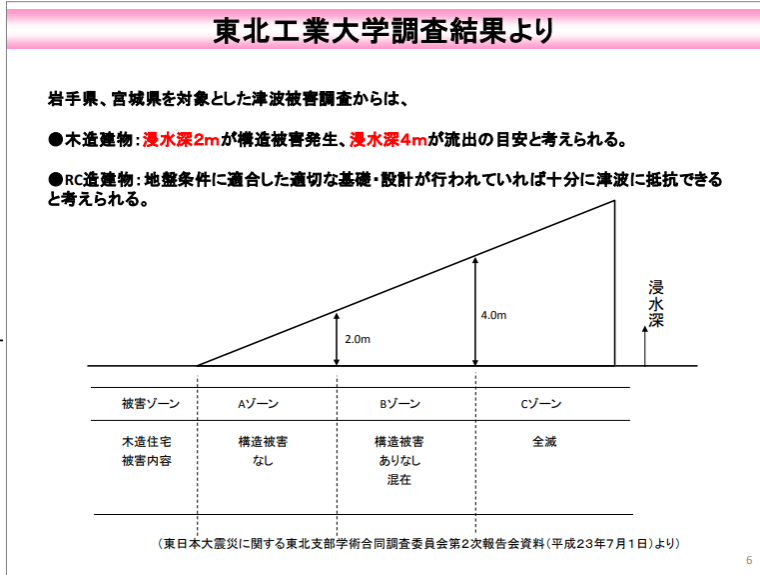 東北工業大学調査結果より
岩手県、宮城県を対象とした津波被害調査からは、
●木造建物：浸水深2mが構造被害発生、浸水深4mが流出の目安と考えられる。
●RC造建物：地盤条件に適合した適切な基礎・設計が行われていれば十分に津波に抵抗できる
と考えられる。
浸水深
4.0m
2.0m
被害ゾーン Aゾーン Bゾーン Cゾーン
木造住宅 構造被害 構造被害 全滅
被害内容 なし ありなし
混在
（東日本大震災に関する東北支部学術合同調査委員会第2次報告会資料（平成23年7月1日）より）
6